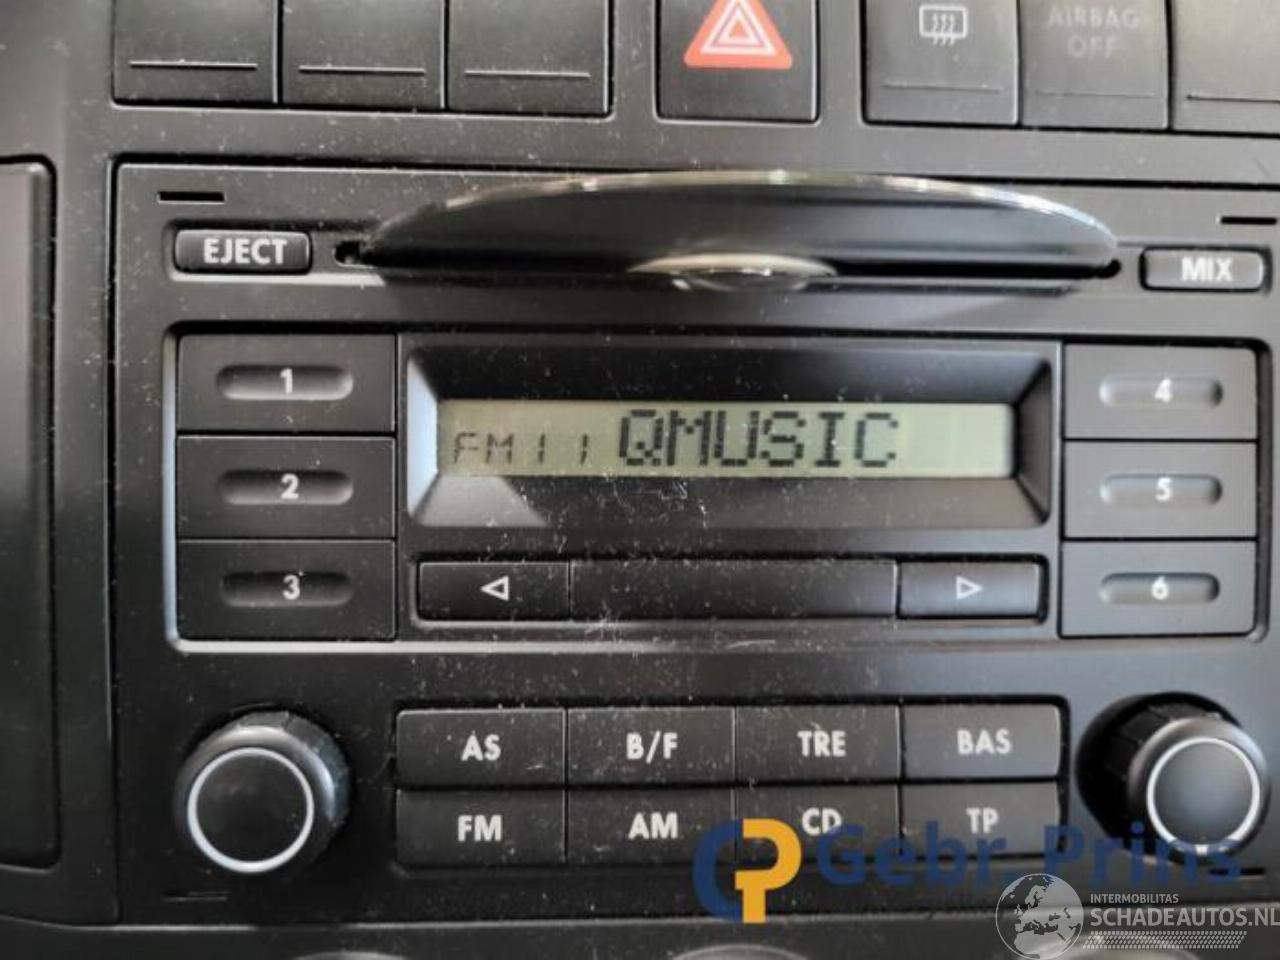 AIRBAG
OFF
EJECT
MIX
1
4
FM11 QMUSIC
2
5
3
6
AS B/F TRE BAS
FM AM CD TP
Gebr. Prins
INTERMOBILITAS
SCHADEAUTOS.NL